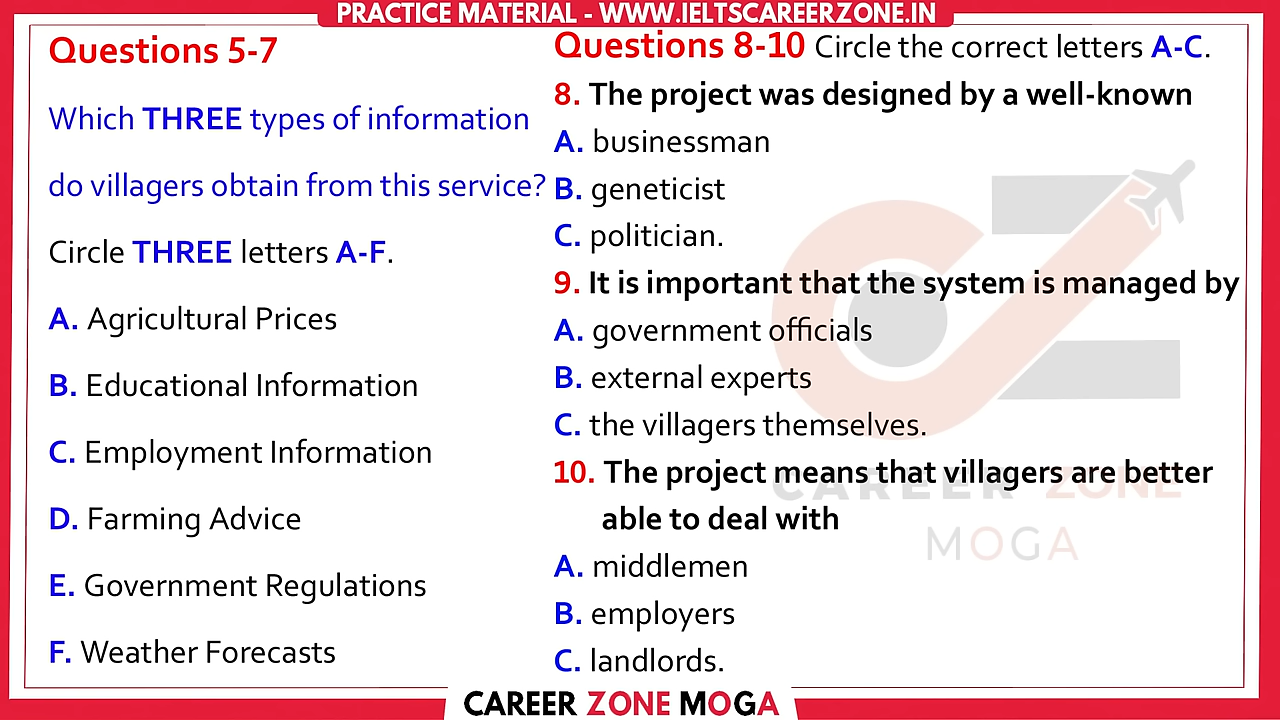 PRACTICE MATERIAL - WWW.IELTSCAREERZONE.IN
Questions 5-7
Which THREE types of information
do villagers obtain from this service?
Circle THREE letters A-F.
A. Agricultural Prices
B. Educational Information
C. Employment Information
D. Farming Advice
E. Government Regulations
F. Weather Forecasts
Questions 8-10 Circle the correct letters A-C.
8. The project was designed by a well-known
A. businessman
B. geneticist
C. politician.
9. It is important that the system is managed by
A. government officials
B. external experts
C. the villagers themselves.
10. The project means that villagers are better
able to deal with
A. middlemen
B. employers
C. landlords.
CAREER ZONE
MOGA
CAREER ZONE MOGA